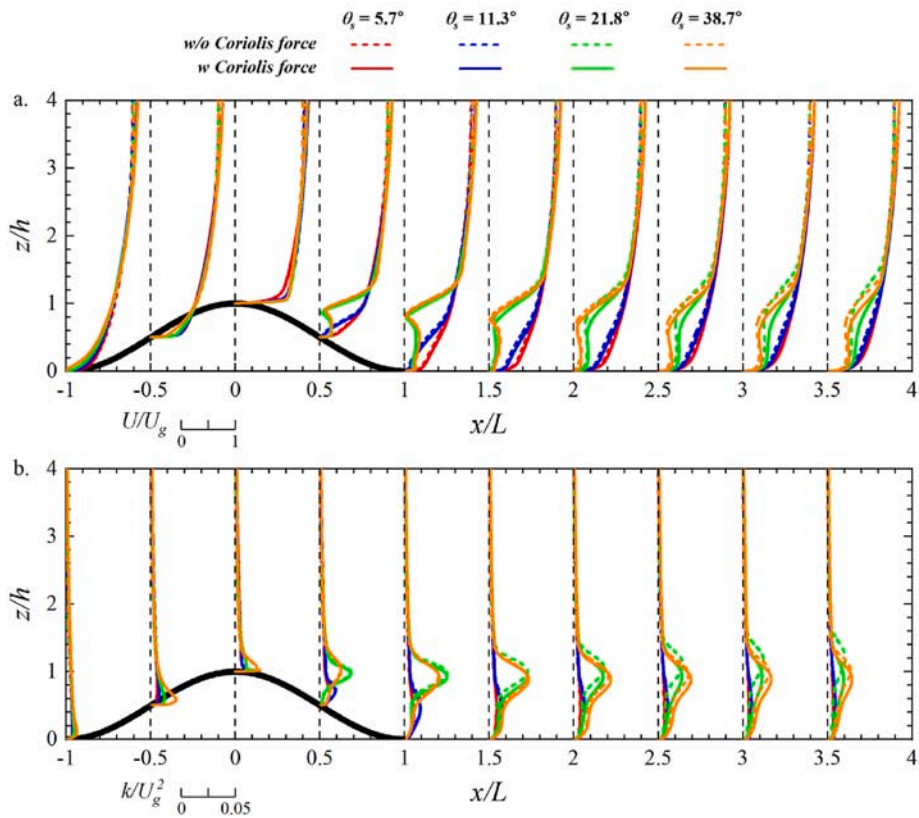 θs = 5.7° θs = 11.3° θs = 21.8° θs = 38.7°
w/o Coriolis force
w Coriolis force
a.
4
3
2
1
0
z/h
-1 -0.5 0 0.5 1 1.5 2 2.5 3 3.5 4
U/Ug
0 1
x/L
b.
4
3
2
1
0
z/h
-1 -0.5 0 0.5 1 1.5 2 2.5 3 3.5 4
k/Ug²
0 0.05
x/L